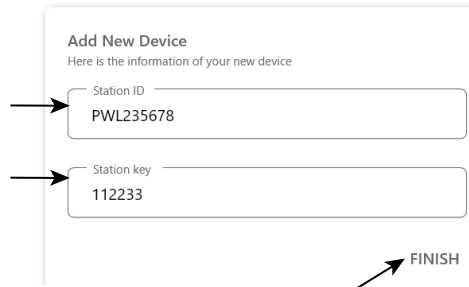 Add New Device
Here is the information of your new device
Station ID
PWL235678
Station key
112233
FINISH